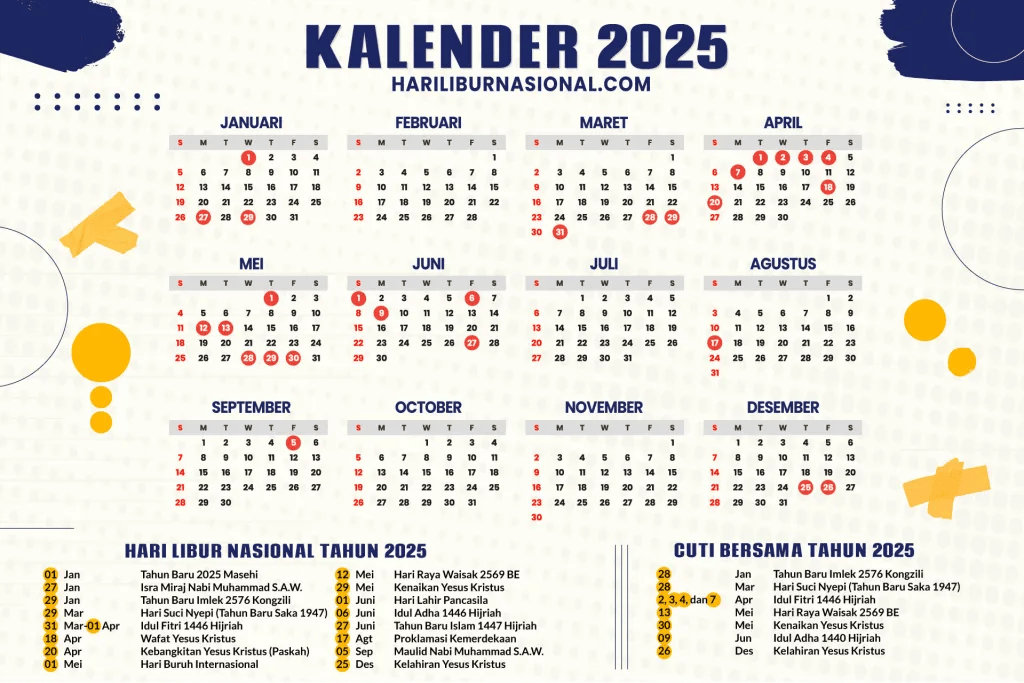 KALENDER 2025
HARILIBURNASIONAL.COM
JANUARI
S M T W T F S
1 2 3 4
5 6 7 8 9 10 11
12 13 14 15 16 17 18
19 20 21 22 23 24 25
26 27 28 29 30 31
FEBRUARI
S M T W T F S
1
2 3 4 5 6 7 8
9 10 11 12 13 14 15
16 17 18 19 20 21 22
23 24 25 26 27 28
MARET
S M T W T F S
1
2 3 4 5 6 7 8
9 10 11 12 13 14 15
16 17 18 19 20 21 22
23 24 25 26 27 28 29
30 31
APRIL
S M T W T F S
1 2 3 4 5
6 7 8 9 10 11 12
13 14 15 16 17 18 19
20 21 22 23 24 25 26
27 28 29 30
MEI
S M T W T F S
1 2 3
4 5 6 7 8 9 10
11 12 13 14 15 16 17
18 19 20 21 22 23 24
25 26 27 28 29 30 31
JUNI
S M T W T F S
1 2 3 4 5 6 7
8 9 10 11 12 13 14
15 16 17 18 19 20 21
22 23 24 25 26 27 28
29 30
JULI
S M T W T F S
1 2 3 4 5
6 7 8 9 10 11 12
13 14 15 16 17 18 19
20 21 22 23 24 25 26
27 28 29 30 31
AGUSTUS
S M T W T F S
1 2
3 4 5 6 7 8 9
10 11 12 13 14 15 16
17 18 19 20 21 22 23
24 25 26 27 28 29 30
31
SEPTEMBER
S M T W T F S
1 2 3 4 5 6
7 8 9 10 11 12 13
14 15 16 17 18 19 20
21 22 23 24 25 26 27
28 29 30
OCTOBER
S M T W T F S
1 2 3 4
5 6 7 8 9 10 11
12 13 14 15 16 17 18
19 20 21 22 23 24 25
26 27 28 29 30 31
NOVEMBER
S M T W T F S
1
2 3 4 5 6 7 8
9 10 11 12 13 14 15
16 17 18 19 20 21 22
23 24 25 26 27 28 29
30
DESEMBER
S M T W T F S
1 2 3 4 5 6
7 8 9 10 11 12 13
14 15 16 17 18 19 20
21 22 23 24 25 26 27
28 29 30 31
HARI LIBUR NASIONAL TAHUN 2025
01 Jan Tahun Baru 2025 Masehi
27 Jan Isra Miraj Nabi Muhammad S.A.W.
29 Jan Tahun Baru Imlek 2576 Kongzili
29 Mar Hari Suci Nyepi (Tahun Baru Saka 1947)
31 Mar-01 Apr Idul Fitri 1446 Hijriah
18 Apr Wafat Yesus Kristus
20 Apr Kebangkitan Yesus Kristus (Paskah)
01 Mei Hari Buruh Internasional
12 Mei Hari Raya Waisak 2569 BE
29 Mei Kenaikan Yesus Kristus
01 Juni Hari Lahir Pancasila
06 Juni Idul Adha 1446 Hijriah
27 Juni Tahun Baru Islam 1447 Hijriah
17 Agt Proklamasi Kemerdekaan
05 Sep Maulid Nabi Muhammad S.A.W.
25 Des Kelahiran Yesus Kristus
CUTI BERSAMA TAHUN 2025
28 Jan Tahun Baru Imlek 2576 Kongzili
28 Mar Hari Suci Nyepi (Tahun Baru Saka 1947)
2, 3, 4, dan 7 Apr Idul Fitri 1446 Hijriah
13 Mei Hari Raya Waisak 2569 BE
30 Mei Kenaikan Yesus Kristus
09 Jun Idul Adha 1440 Hijriah
26 Des Kelahiran Yesus Kristus